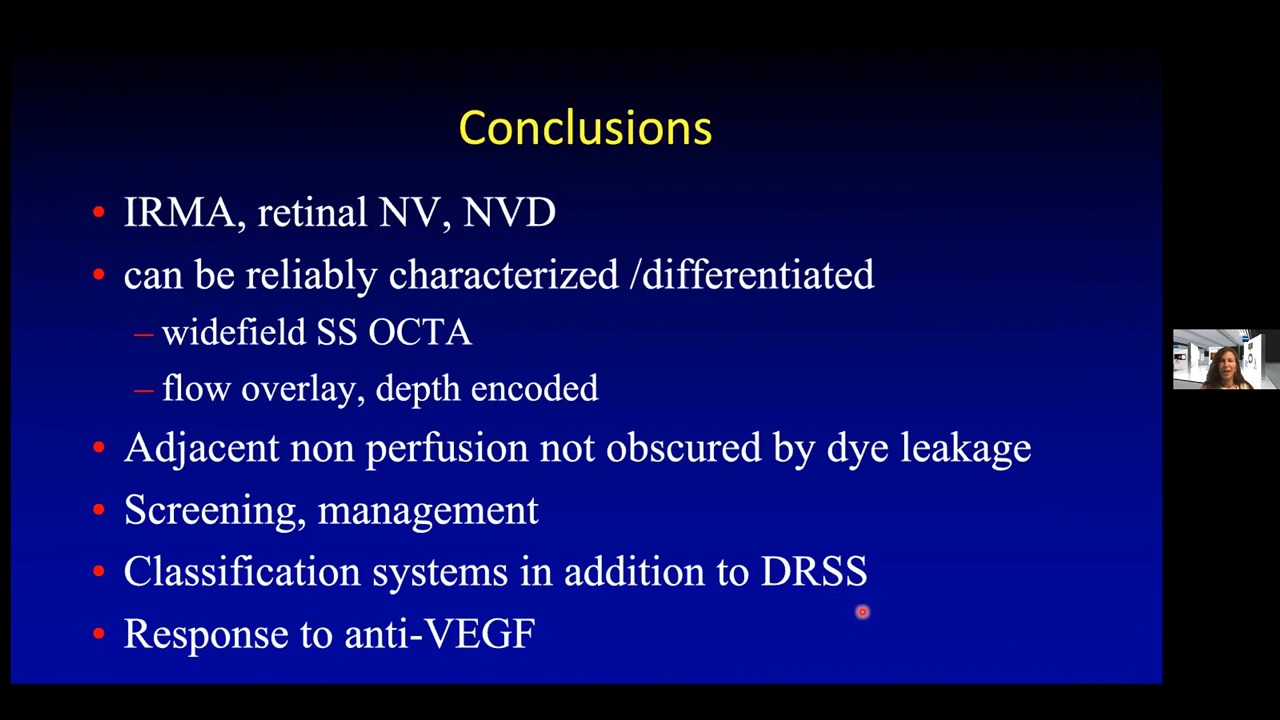 Conclusions
• IRMA, retinal NV, NVD
• can be reliably characterized /differentiated
– widefield SS OCTA
– flow overlay, depth encoded
• Adjacent non perfusion not obscured by dye leakage
• Screening, management
• Classification systems in addition to DRSS
• Response to anti-VEGF